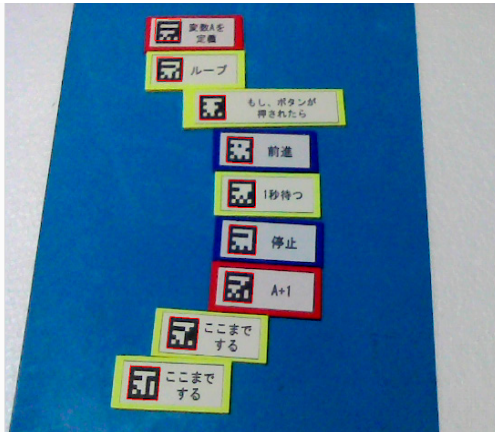 変数Aを
定義
ループ
もし、ボタンが
押されたら
前進
1秒待つ
停止
A+1
ここまで
する
ここまで
する